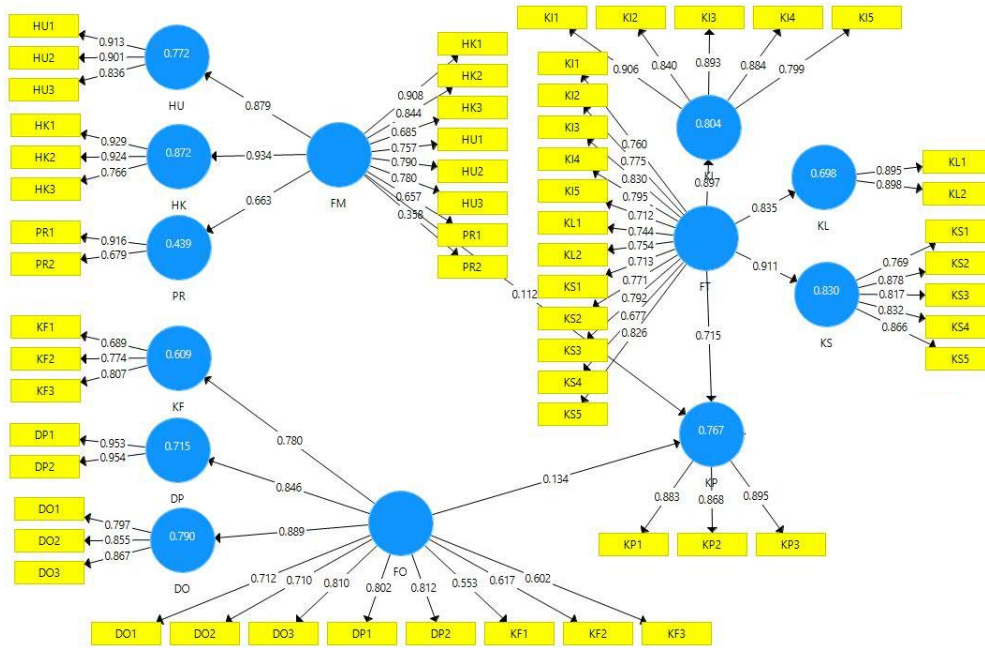 HU1
HU2
HU3
0.913
0.901
0.836
0.772
HU
HK1
HK2
HK3
0.929
0.924
0.766
0.872
HK
PR1
PR2
0.916
0.679
0.439
PR
0.879
0.934
0.663
FM
0.908
0.844
0.685
0.757
0.790
0.780
0.657
0.358
HK1
HK2
HK3
HU1
HU2
HU3
PR1
PR2
0.112
KI1
KI2
KI3
KI4
KI5
0.906
0.840
0.893
0.884
0.799
0.804
KI
0.897
KI1
KI2
KI3
KI4
KI5
KL1
KL2
KS1
KS2
KS3
KS4
KS5
0.760
0.775
0.830
0.795
0.712
0.744
0.754
0.713
0.771
0.792
0.677
0.826
FT
0.835
0.698
KL
0.895
0.898
KL1
KL2
0.911
0.830
KS
0.769
0.878
0.817
0.832
0.866
KS1
KS2
KS3
KS4
KS5
0.715
0.767
KP
0.883
0.868
0.895
KP1
KP2
KP3
0.134
KF1
KF2
KF3
0.689
0.774
0.807
0.609
KF
DP1
DP2
0.953
0.954
0.715
DP
DO1
DO2
DO3
0.797
0.855
0.867
0.790
DO
0.780
0.846
0.889
FO
0.712
0.710
0.810
0.802
0.812
0.553
0.617
0.602
DO1
DO2
DO3
DP1
DP2
KF1
KF2
KF3